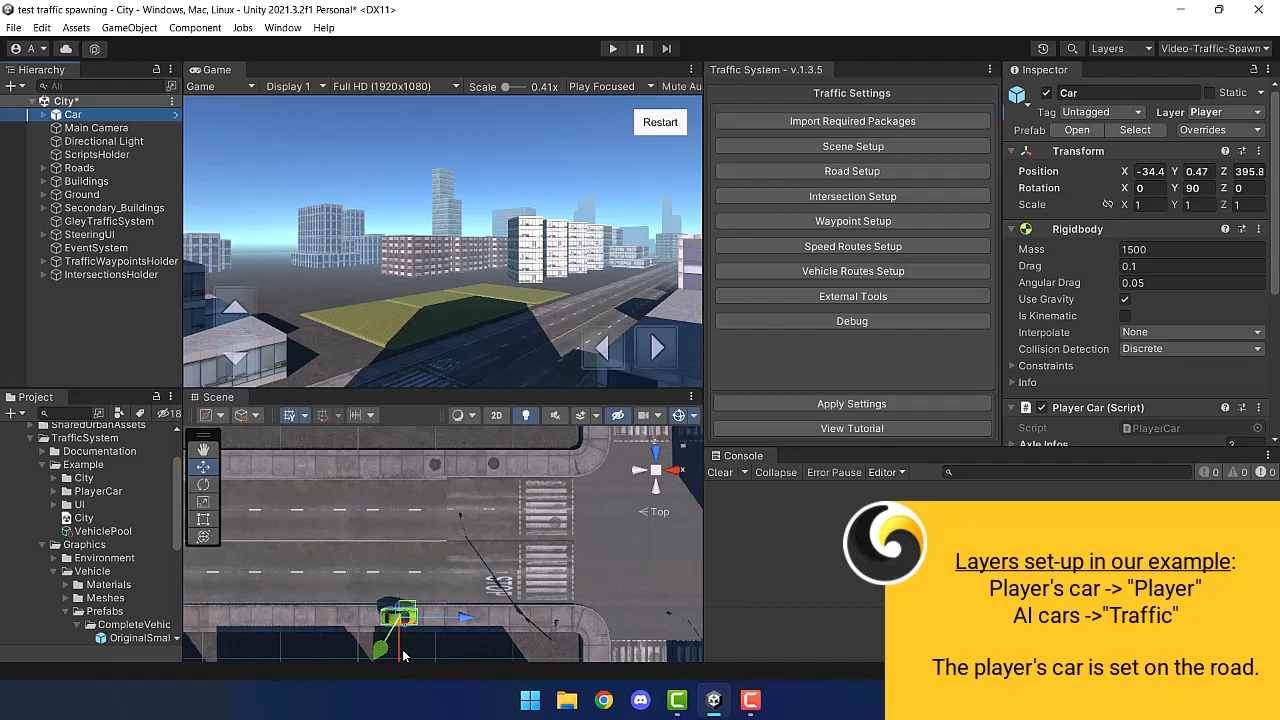 test traffic spawning - City - Windows, Mac, Linux - Unity 2021.3.2f1 Personal* <DX11>
File Edit Assets GameObject Component Jobs Window Help
A Layers Video-Traffic-Spawn
Hierarchy
All
City*
Car
Main Camera
Directional Light
ScriptsHolder
Roads
Buildings
Ground
Secondary_Buildings
GleyTrafficSystem
SteeringUI
EventSystem
TrafficWaypointsHolder
IntersectionsHolder
Game
Game Display 1 Full HD (1920x1080) Scale 0.41x Play Focused Mute Au
Restart
Traffic System - v.1.3.5
Traffic Settings
Import Required Packages
Scene Setup
Road Setup
Intersection Setup
Waypoint Setup
Speed Routes Setup
Vehicle Routes Setup
External Tools
Debug
Apply Settings
View Tutorial
Inspector
Car Static
Tag Untagged Layer Player
Prefab Open Select Overrides
Transform
Position X -34.4 Y 0.47 Z 395.8
Rotation X 0 Y 90 Z 0
Scale X 1 Y 1 Z 1
Rigidbody
Mass 1500
Drag 0.1
Angular Drag 0.05
Use Gravity
Is Kinematic
Interpolate None
Collision Detection Discrete
Constraints
Info
Player Car (Script)
Script PlayerCar
Axle Infos 2
Project
18
SharedUrbanAssets
TrafficSystem
Documentation
Example
City
PlayerCar
UI
City
VehiclePool
Graphics
Environment
Vehicle
Materials
Meshes
Prefabs
CompleteVehic
OriginalSmal
Scene
2D
x
Top
Console
Clear Collapse Error Pause Editor 0 0 0
Layers set-up in our example:
Player's car -> "Player"
AI cars ->"Traffic"
The player's car is set on the road.